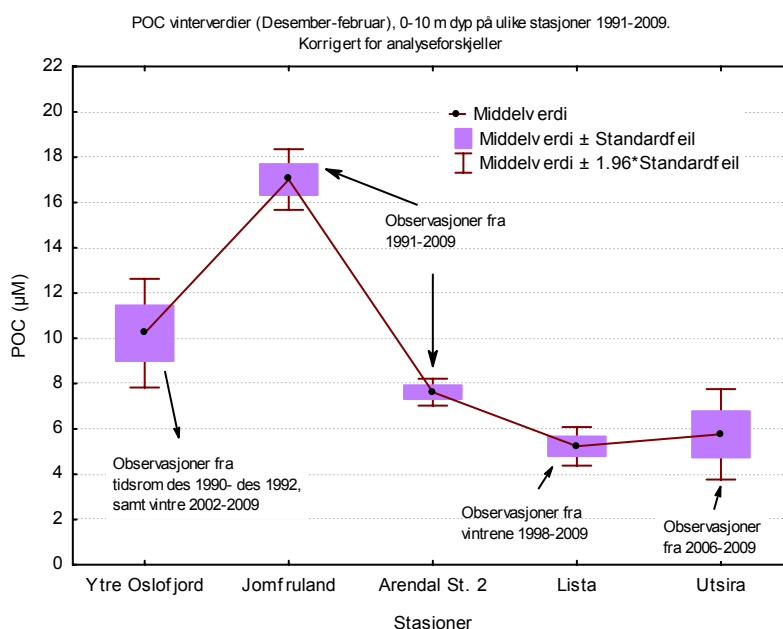 POC vinterverdier (Desember-februar), 0-10 m dyp på ulike stasjoner 1991-2009.
Korrigert for analyseforskjeller
22
20
18
16
14
12
10
8
6
4
2
0
POC (µM)
Middelverdi
Middelverdi ± Standardfeil
Middelverdi ± 1.96*Standardfeil
Observasjoner fra
1991-2009
Observasjoner fra
tidsrom des 1990- des 1992,
samt vintre 2002-2009
Observasjoner fra
vintrene 1998-2009
Observasjoner
fra 2006-2009
Ytre Oslofjord
Jomfruland
Arendal St. 2
Lista
Utsira
Stasjoner